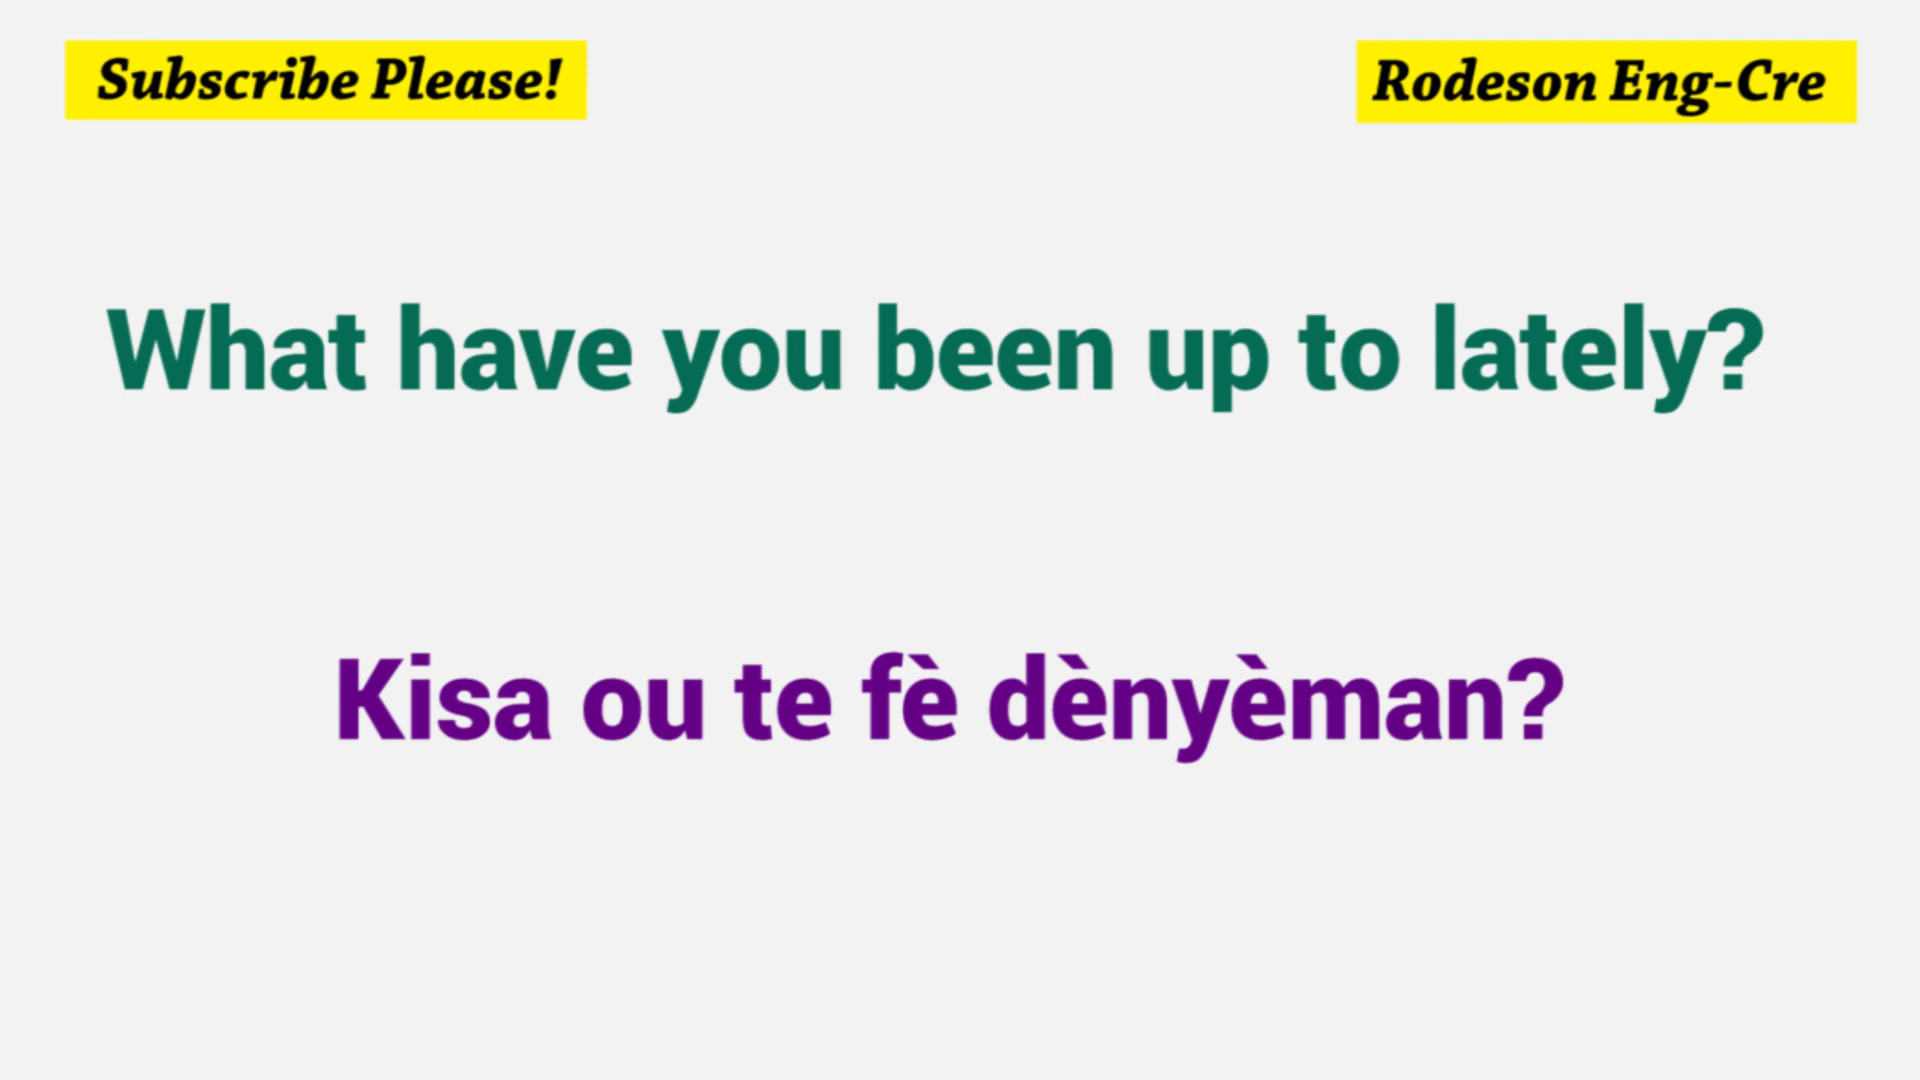 Subscribe Please!
Rodeson Eng-Cre
What have you been up to lately?
Kisa ou te fè dènyèman?